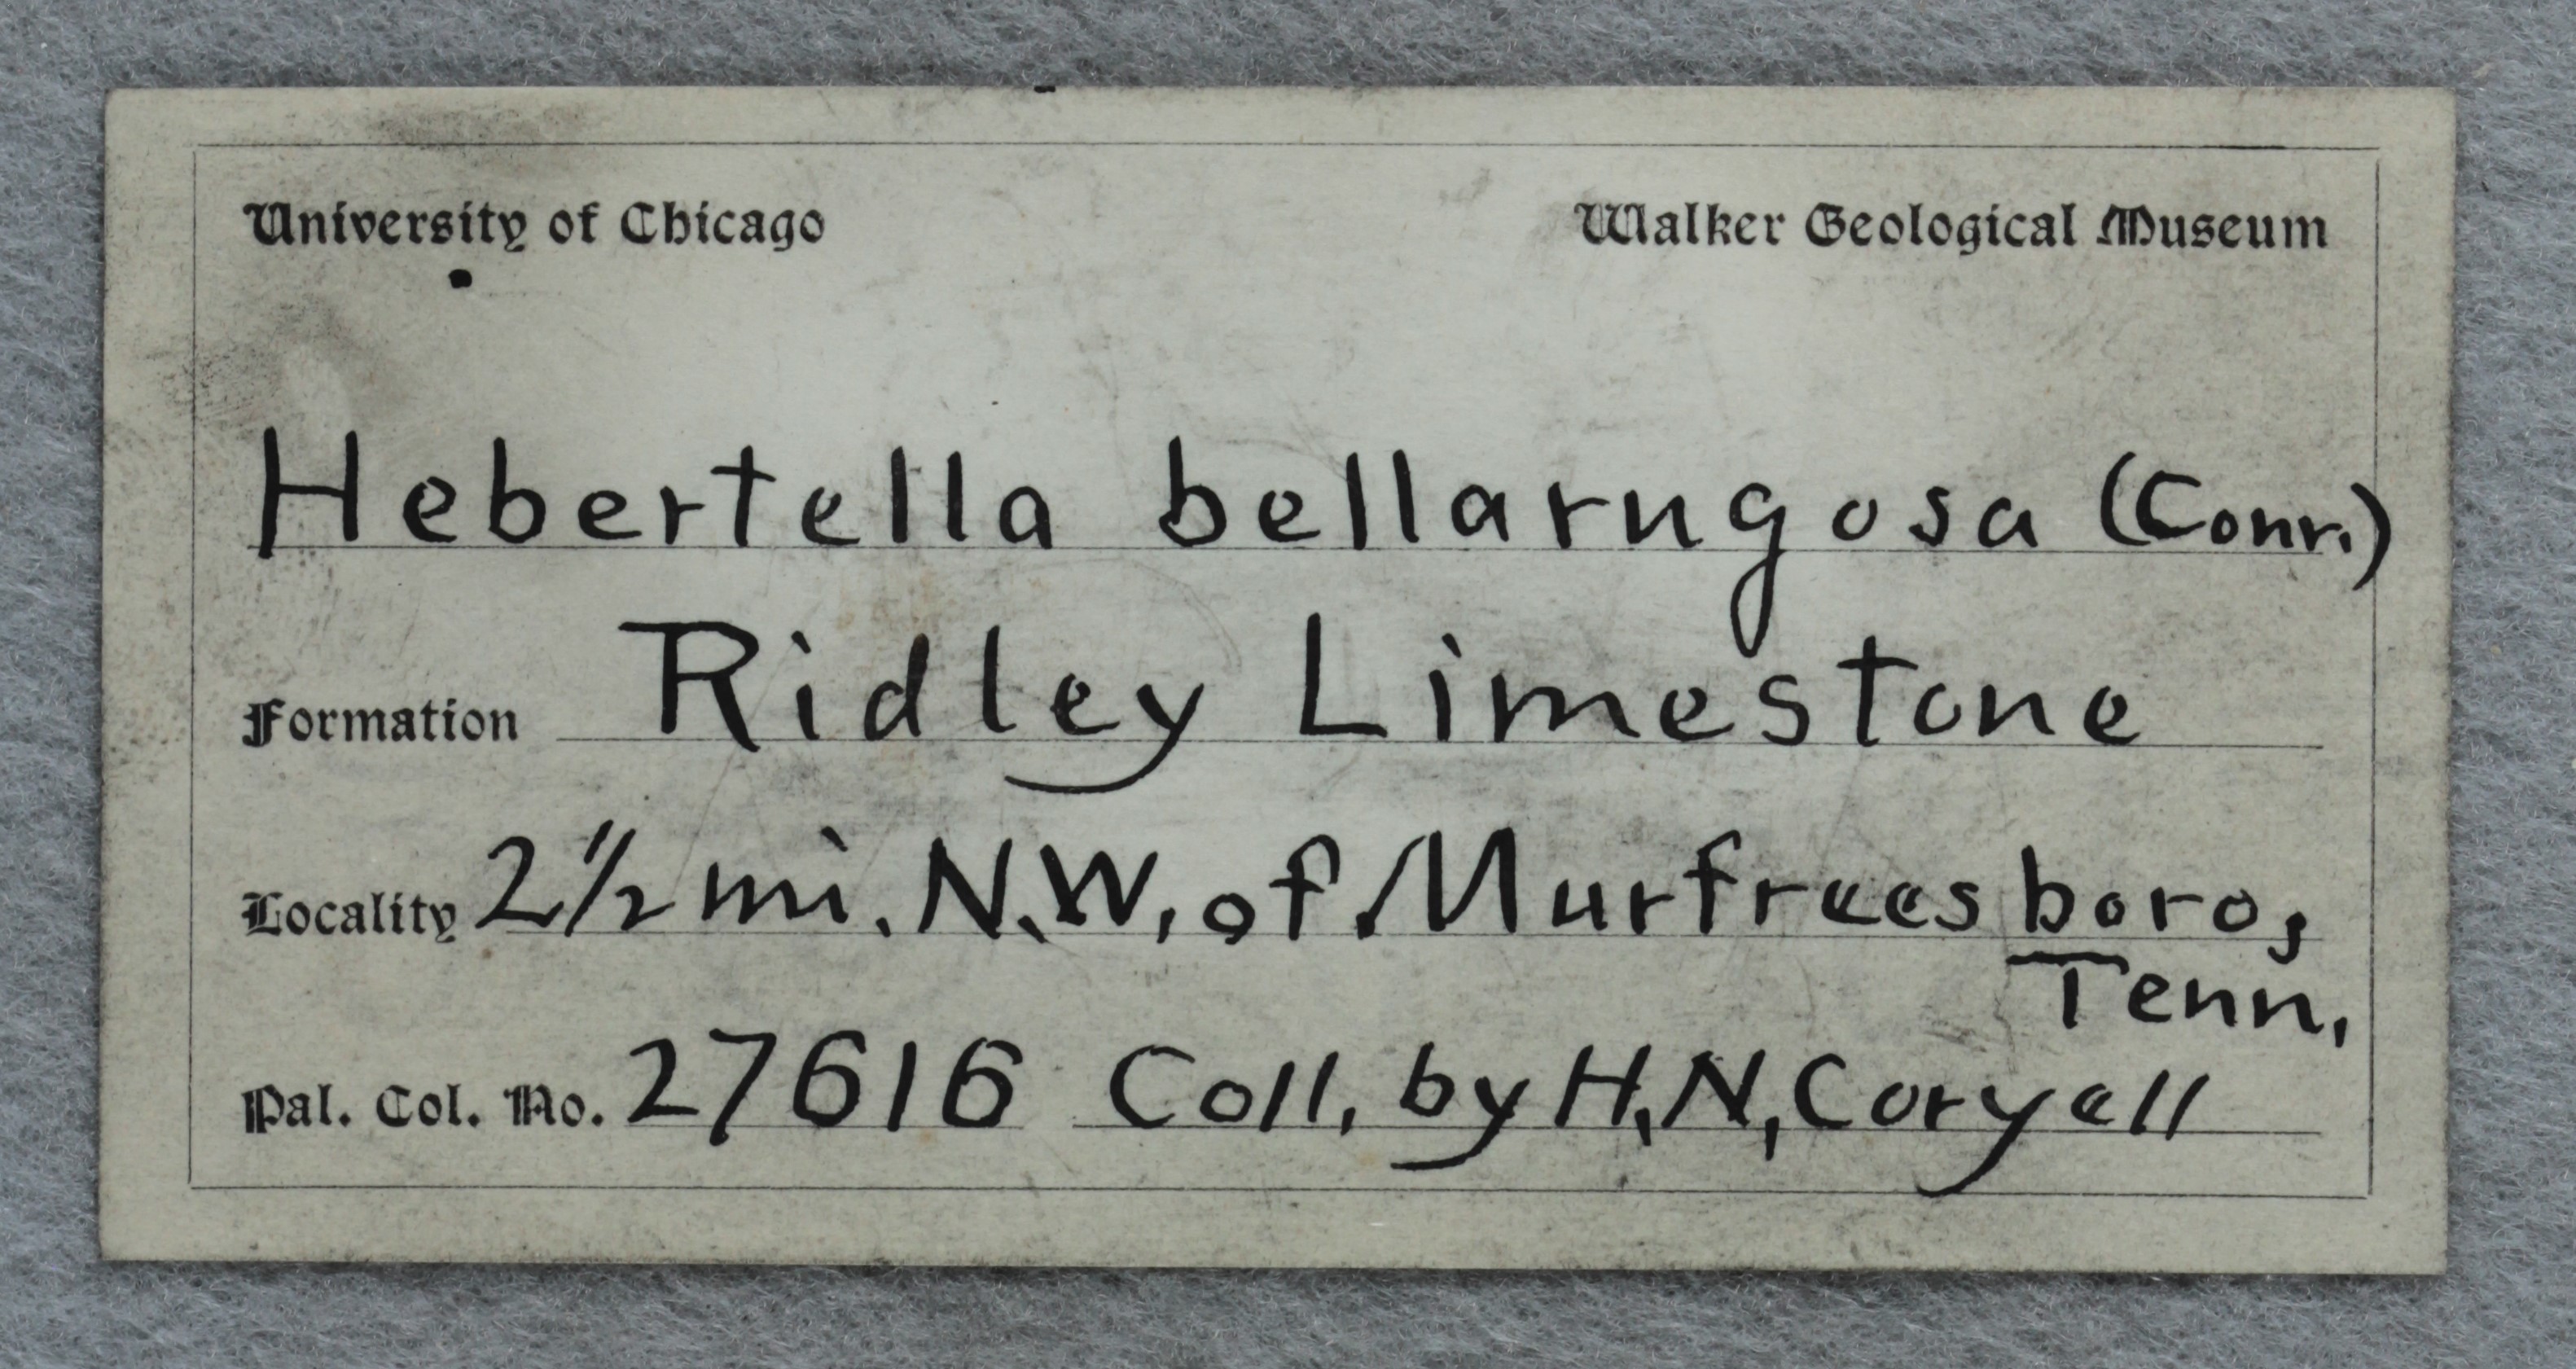 University of Chicago Walker Geological Museum
Hebertella bellarugosa (Conr.)
Formation Ridley Limestone
Locality 2½ mi. N.W. of Murfreesboro,
Tenn.
Pal. Col. No. 27616 Coll. by H.N. Coryell